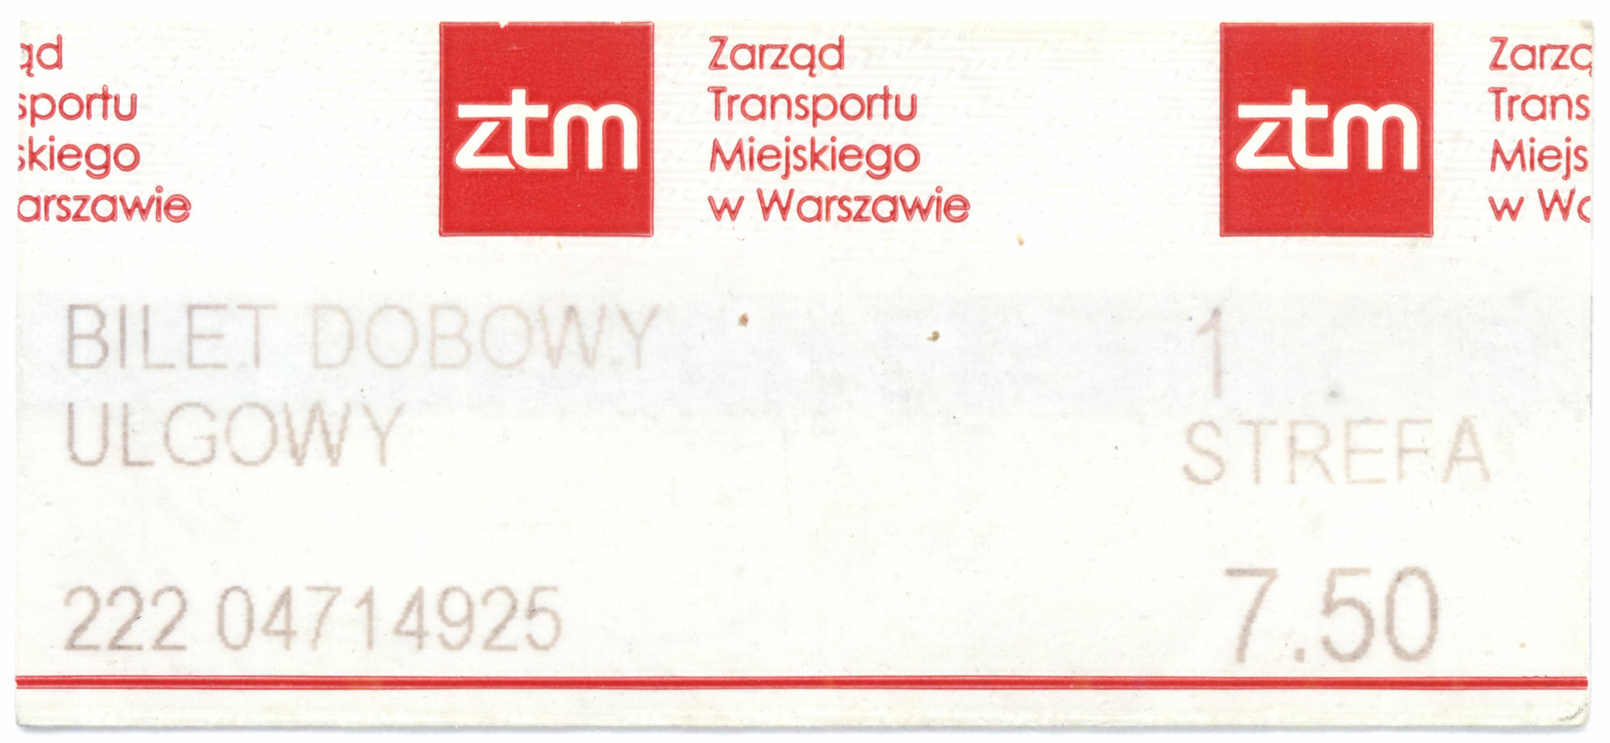 ąd
sportu
skiego
arszawie
ztm
Zarząd
Transportu
Miejskiego
w Warszawie
ztm
Zarzą
Trans
Miejs
w Wa
BILET DOBOWY
ULGOWY
1
STREFA
222 04714925
7.50